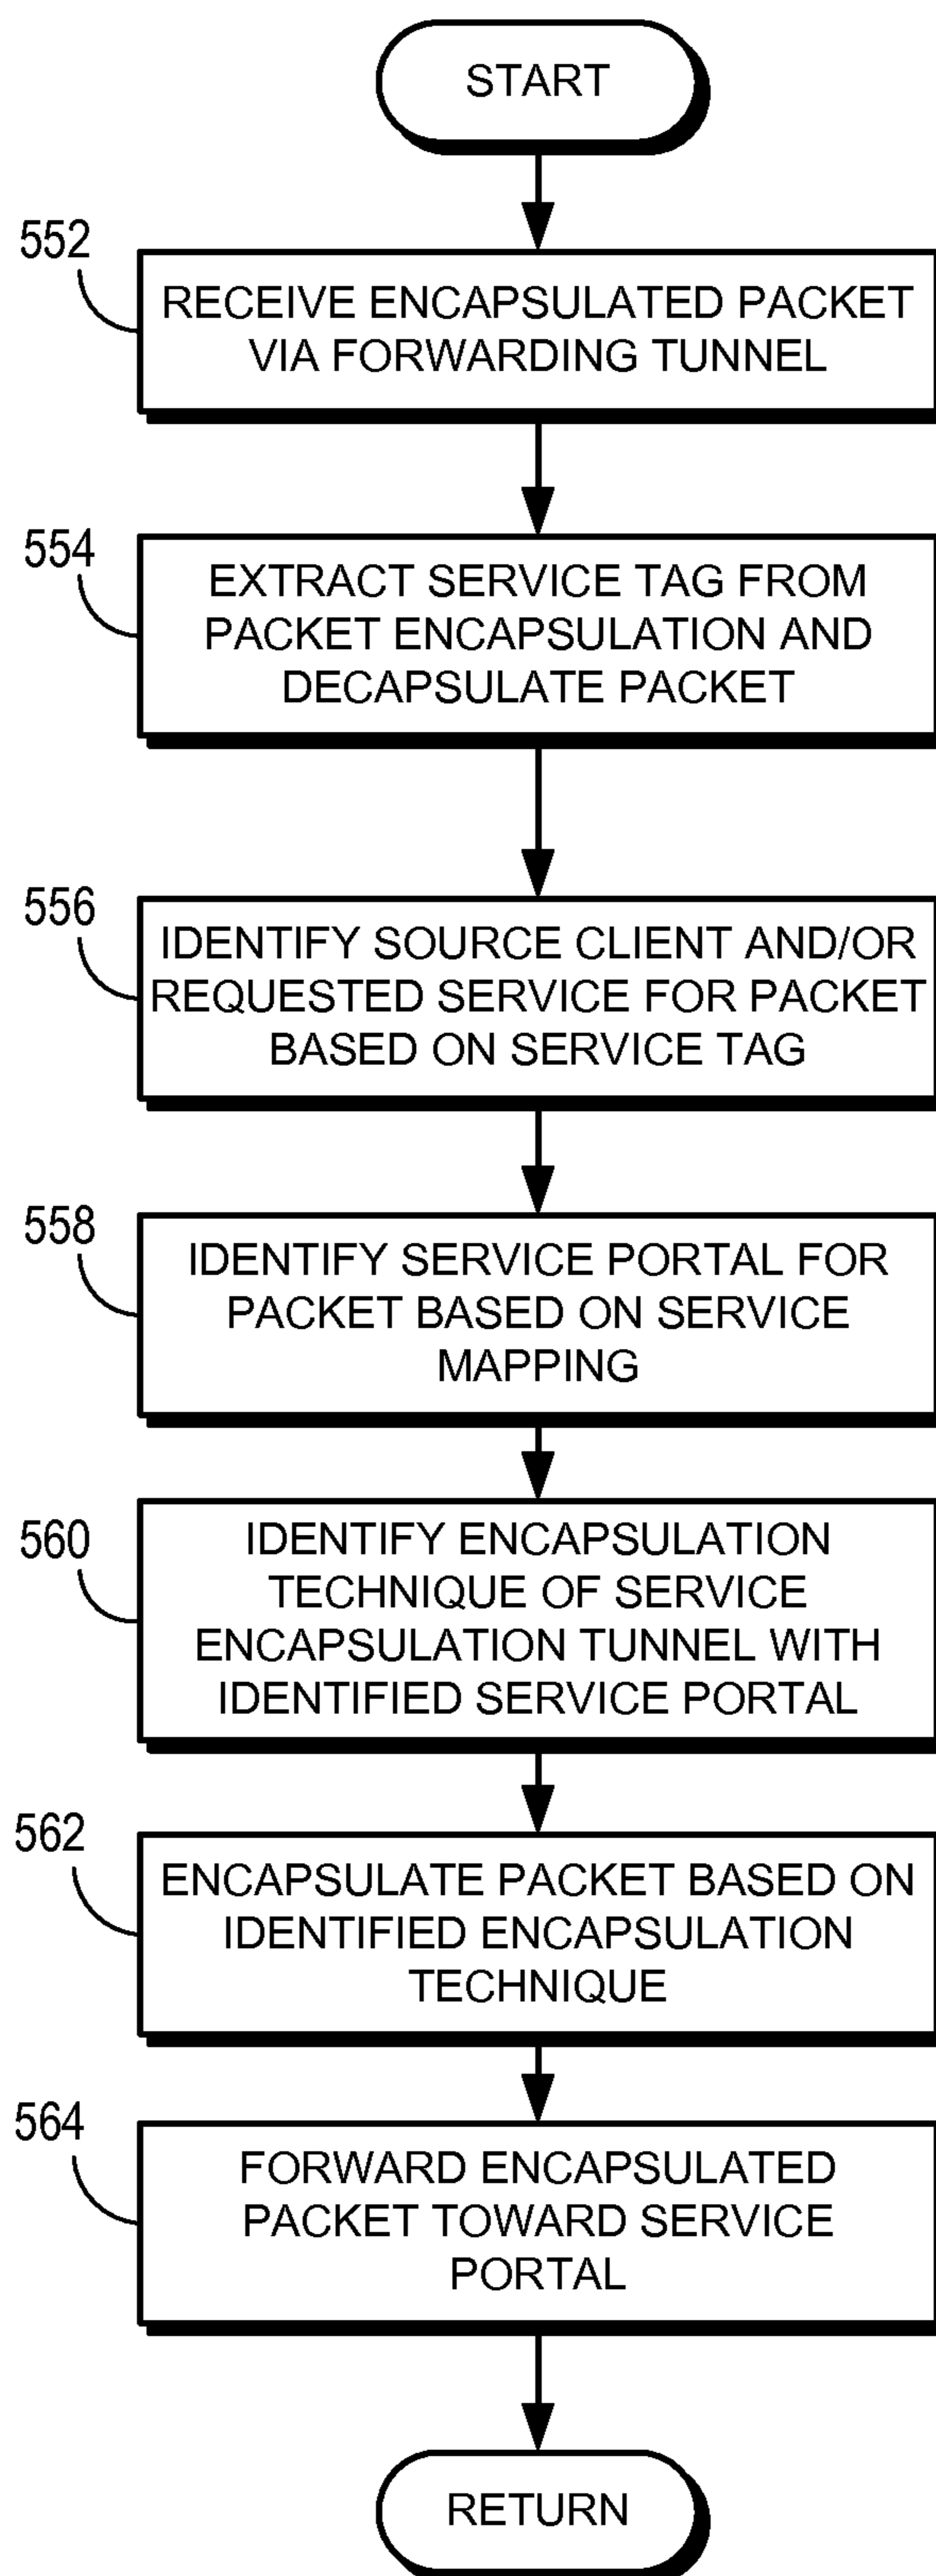 START
552
RECEIVE ENCAPSULATED PACKET
VIA FORWARDING TUNNEL
554
EXTRACT SERVICE TAG FROM
PACKET ENCAPSULATION AND
DECAPSULATE PACKET
556
IDENTIFY SOURCE CLIENT AND/OR
REQUESTED SERVICE FOR PACKET
BASED ON SERVICE TAG
558
IDENTIFY SERVICE PORTAL FOR
PACKET BASED ON SERVICE
MAPPING
560
IDENTIFY ENCAPSULATION
TECHNIQUE OF SERVICE
ENCAPSULATION TUNNEL WITH
IDENTIFIED SERVICE PORTAL
562
ENCAPSULATE PACKET BASED ON
IDENTIFIED ENCAPSULATION
TECHNIQUE
564
FORWARD ENCAPSULATED
PACKET TOWARD SERVICE
PORTAL
RETURN